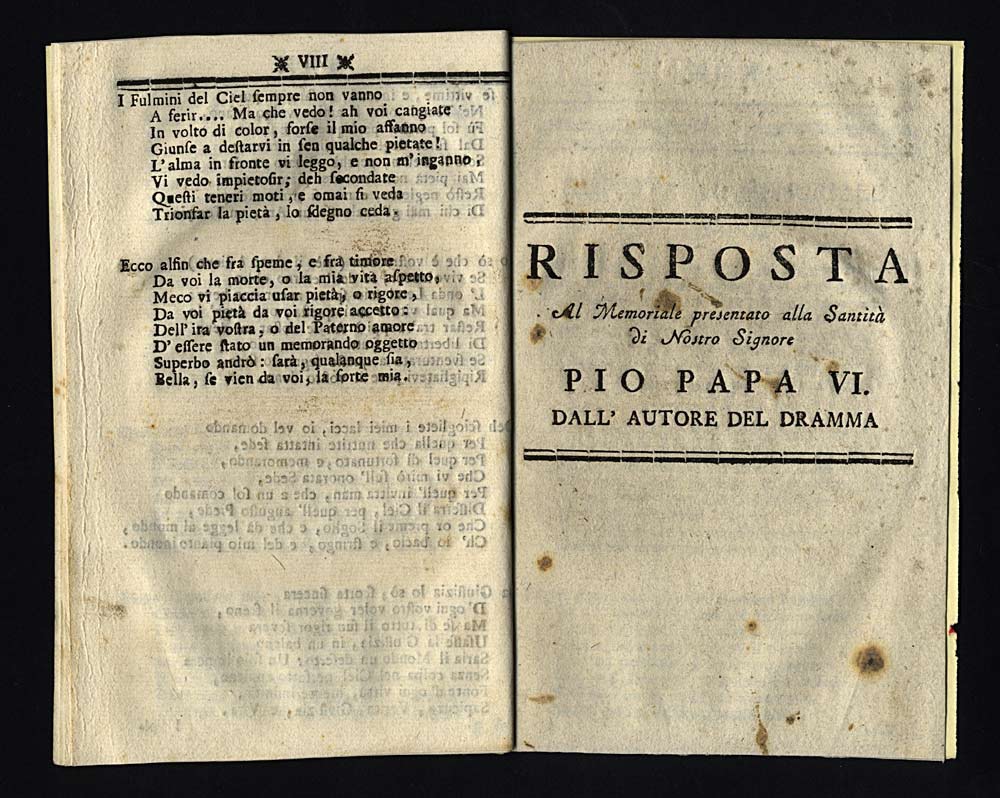 VIII
I Fulmini del Ciel ſempre non vanno
A ferir.... Ma che vedo! ah voi cangiate
In volto di color, forſe il mio affanno
Giunſe a deſtarvi in ſen qualche pietate!
L'alma in fronte vi leggo, e non m'inganno,
Vi vedo impietoſir; deh ſecondate
Queſti teneri moti, e omai ſi veda
Trionfar la pietà, lo ſdegno ceda.
Ecco alfin che fra ſpeme, e fra timore
Da voi la morte, o la mia vita aſpetto,
Meco vi piaccia uſar pietà, o rigore,
Da voi pietà da voi rigore accetto:
Dell' ira voſtra, o del Paterno amore
D' eſſere ſtato un memorando oggetto
Superbo andrò: ſarà, qualanque ſia,
Bella, ſe vien da voi, la ſorte mia.
RISPOSTA
Al Memoriale presentato alla Santità
di Nostro Signore
PIO PAPA VI.
DALL' AUTORE DEL DRAMMA